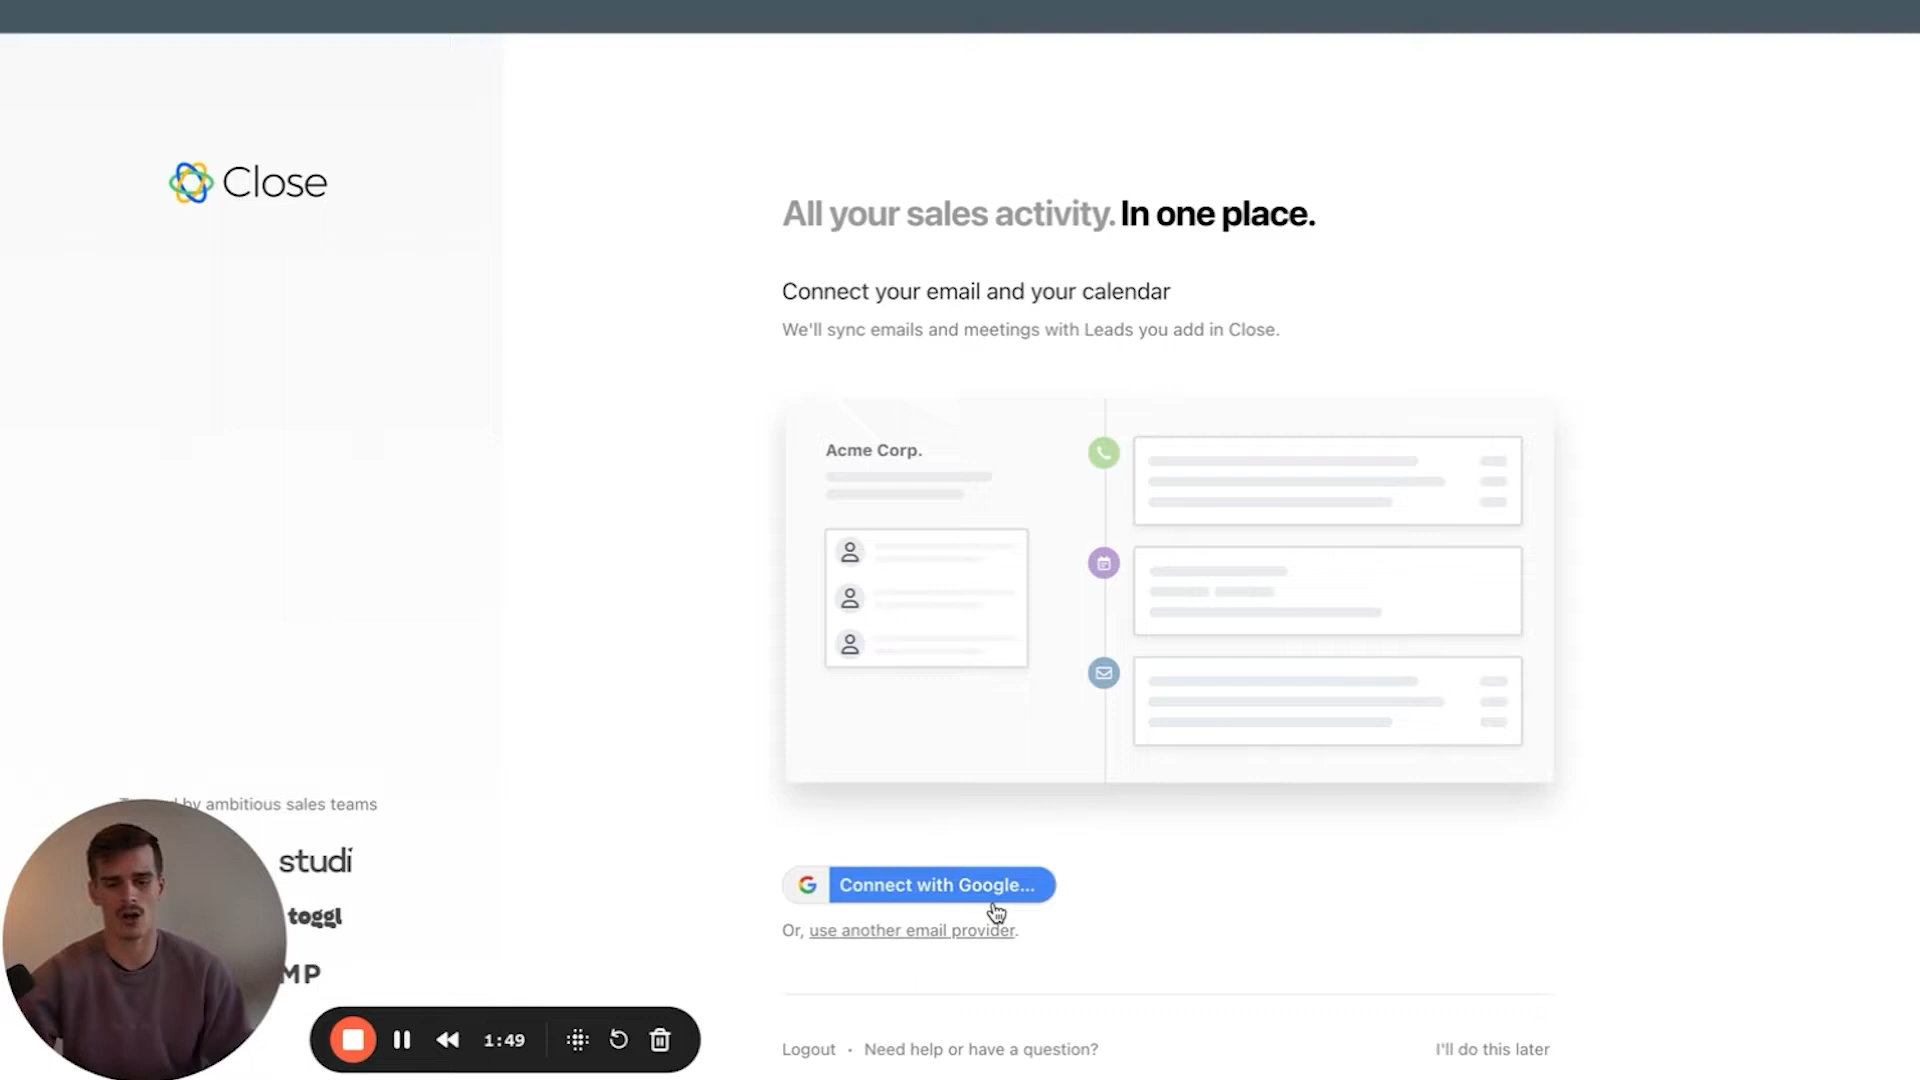 Close
All your sales activity. In one place.
Connect your email and your calendar
We'll sync emails and meetings with Leads you add in Close.
Acme Corp.
by ambitious sales teams
studi
toggl
MP
Connect with Google...
Or, use another email provider.
1:49
Logout · Need help or have a question?
I'll do this later